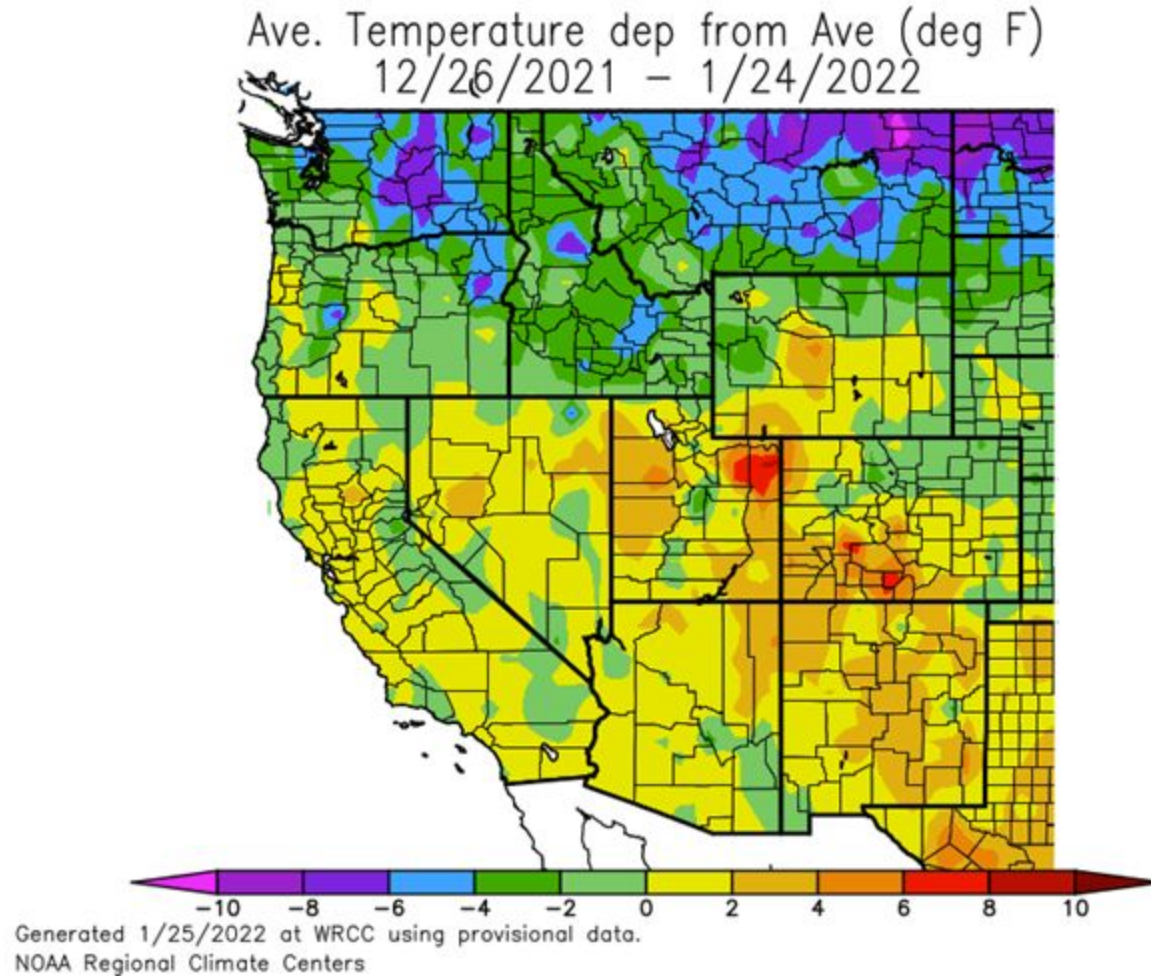 Ave. Temperature dep from Ave (deg F)
12/26/2021 - 1/24/2022
-10 -8 -6 -4 -2 0 2 4 6 8 10
Generated 1/25/2022 at WRCC using provisional data.
NOAA Regional Climate Centers